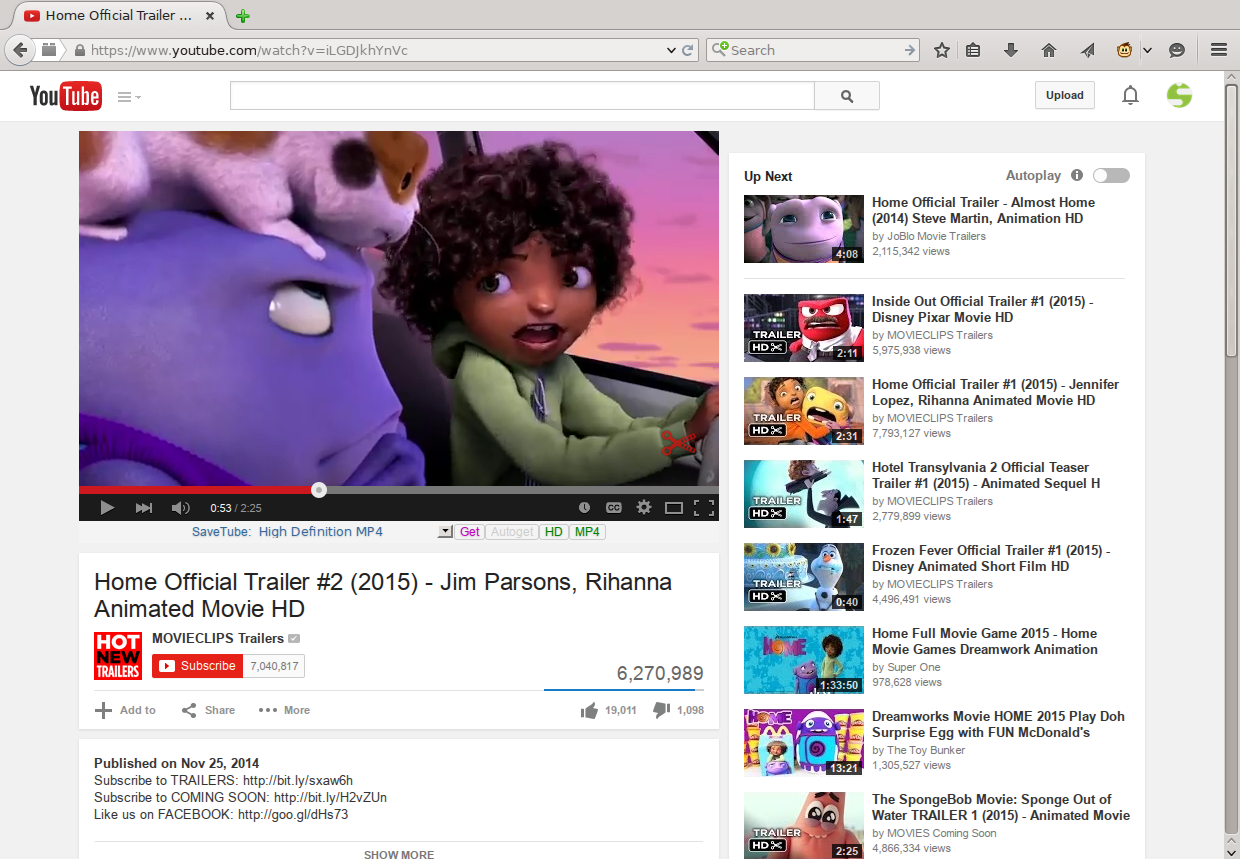 Home Official Trailer ...
https://www.youtube.com/watch?v=iLGDJkhYnVc
Search
YouTube
Upload
0:53 / 2:25
CC
SaveTube: High Definition MP4
Get
Autoget
HD
MP4
Home Official Trailer #2 (2015) - Jim Parsons, Rihanna
Animated Movie HD
HOT
NEW
TRAILERS
MOVIECLIPS Trailers
Subscribe
7,040,817
6,270,989
Add to
Share
More
19,011
1,098
Published on Nov 25, 2014
Subscribe to TRAILERS: http://bit.ly/sxaw6h
Subscribe to COMING SOON: http://bit.ly/H2vZUn
Like us on FACEBOOK: http://goo.gl/dHs73
SHOW MORE
Up Next
Autoplay
4:08
Home Official Trailer - Almost Home
(2014) Steve Martin, Animation HD
by JoBlo Movie Trailers
2,115,342 views
TRAILER
HD
2:11
Inside Out Official Trailer #1 (2015) -
Disney Pixar Movie HD
by MOVIECLIPS Trailers
5,975,938 views
TRAILER
HD
2:31
Home Official Trailer #1 (2015) - Jennifer
Lopez, Rihanna Animated Movie HD
by MOVIECLIPS Trailers
7,793,127 views
TRAILER
HD
1:47
Hotel Transylvania 2 Official Teaser
Trailer #1 (2015) - Animated Sequel H
by MOVIECLIPS Trailers
2,779,899 views
TRAILER
HD
0:40
Frozen Fever Official Trailer #1 (2015) -
Disney Animated Short Film HD
by MOVIECLIPS Trailers
4,496,491 views
HOME
1:33:50
Home Full Movie Game 2015 - Home
Movie Games Dreamwork Animation
by Super One
978,628 views
HOME
13:21
Dreamworks Movie HOME 2015 Play Doh
Surprise Egg with FUN McDonald's
by The Toy Bunker
1,305,527 views
TRAILER
HD
2:25
The SpongeBob Movie: Sponge Out of
Water TRAILER 1 (2015) - Animated Movie
by MOVIES Coming Soon
4,866,334 views